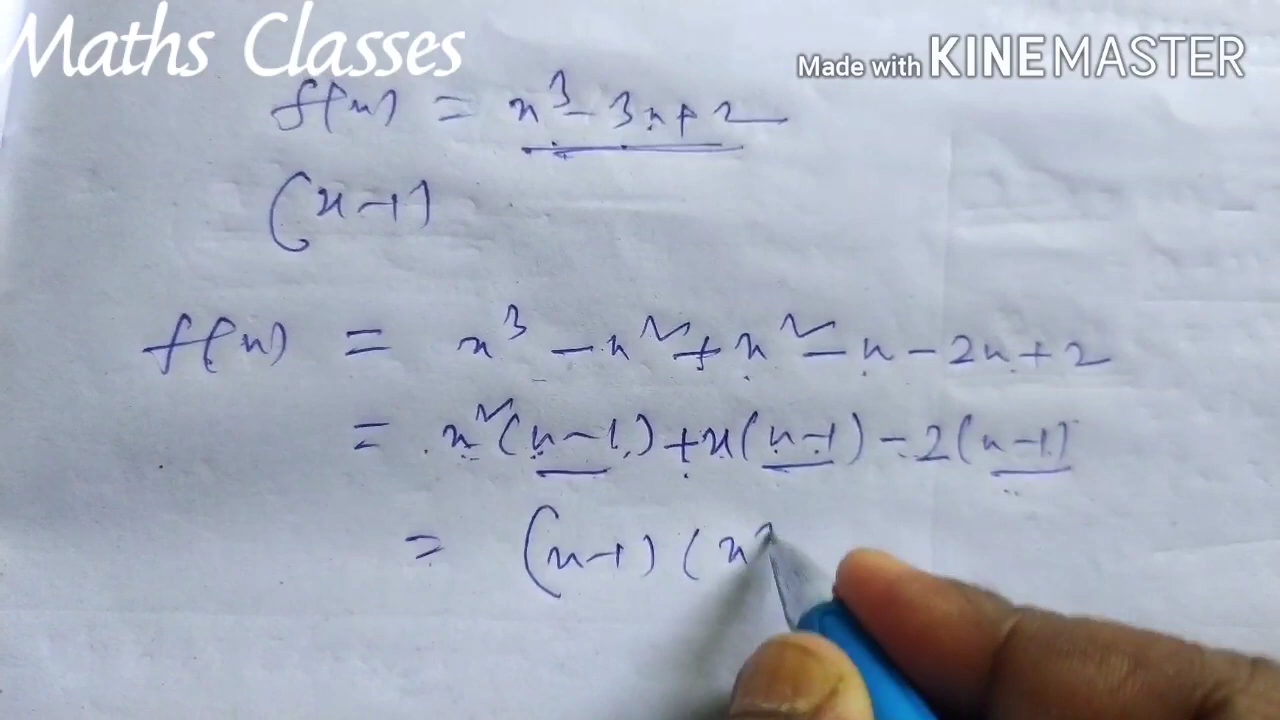 Maths Classes
Made with KINEMASTER
f(x) = x³ - 3x + 2
(x-1)
f(x) = x³ - x² + x² - x - 2x + 2
= x²(x-1) + x(x-1) - 2(x-1)
= (x-1) (x²